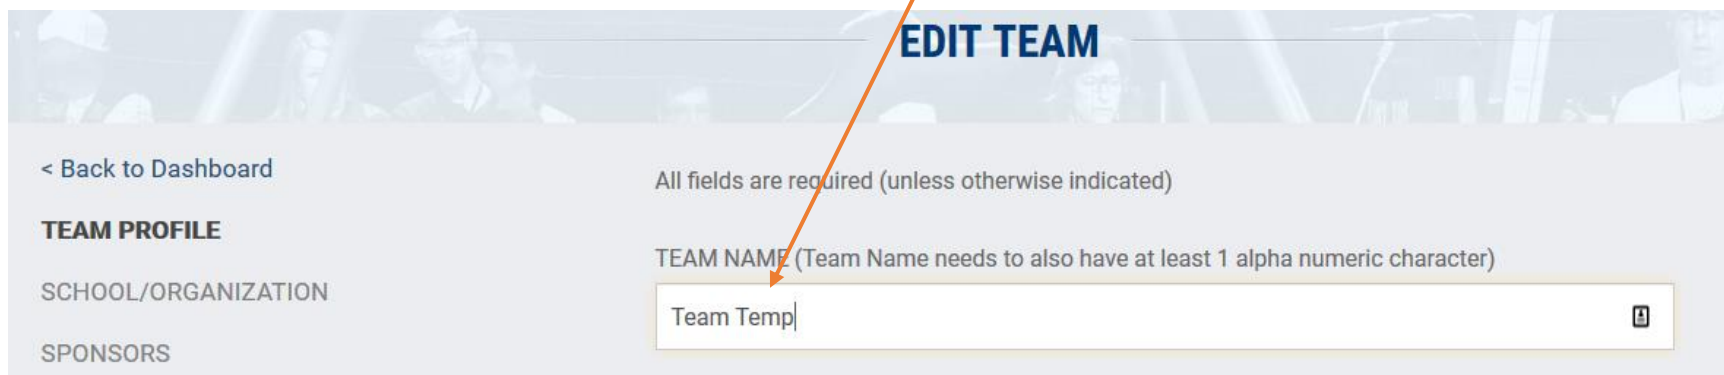 EDIT TEAM
< Back to Dashboard
TEAM PROFILE
SCHOOL/ORGANIZATION
SPONSORS
All fields are required (unless otherwise indicated)
TEAM NAME (Team Name needs to also have at least 1 alpha numeric character)
Team Temp